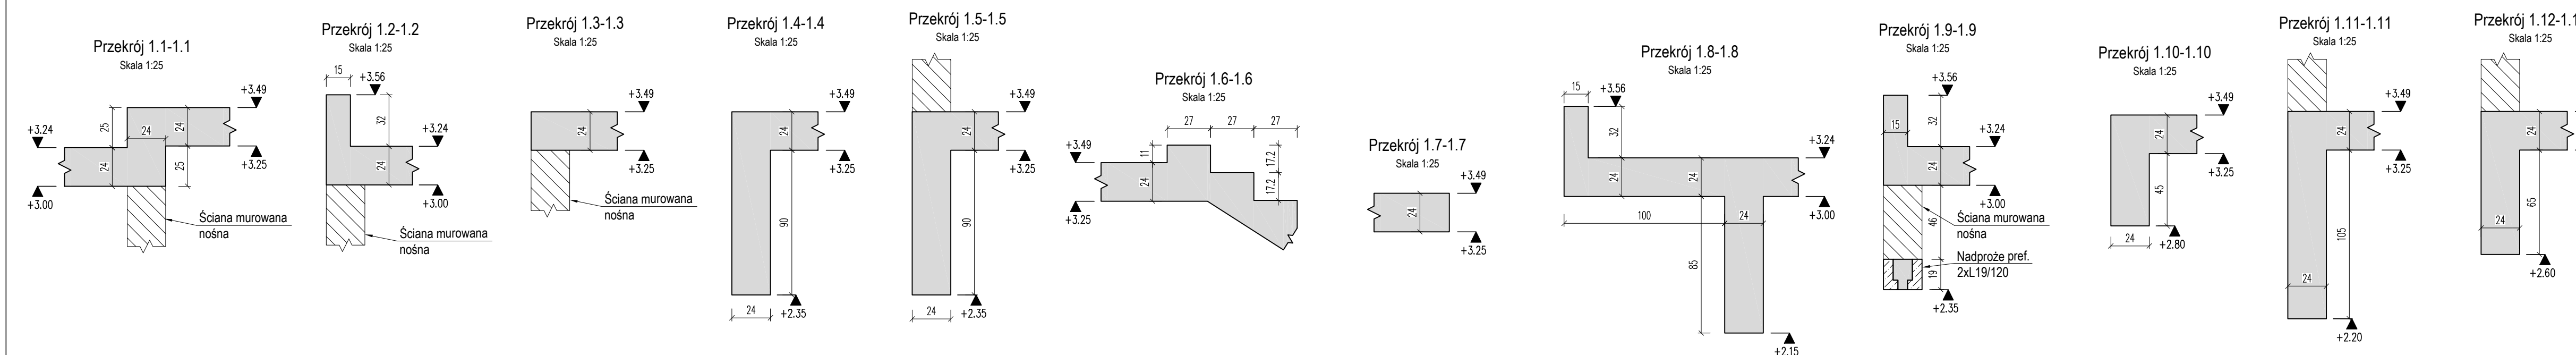 Przekrój 1.1-1.1
Skala 1:25
+3.49
+3.24
25
24
24
24
25
+3.25
+3.00
Ściana murowana
nośna
Przekrój 1.2-1.2
Skala 1:25
15
+3.56
32
+3.24
24
+3.00
Ściana murowana
nośna
Przekrój 1.3-1.3
Skala 1:25
+3.49
24
+3.25
Ściana murowana
nośna
Przekrój 1.4-1.4
Skala 1:25
+3.49
24
+3.25
90
24
+2.35
Przekrój 1.5-1.5
Skala 1:25
+3.49
24
+3.25
90
24
+2.35
Przekrój 1.6-1.6
Skala 1:25
27
27
27
+3.49
11
17.2
24
17.2
+3.25
Przekrój 1.7-1.7
Skala 1:25
+3.49
24
+3.25
Przekrój 1.8-1.8
Skala 1:25
15
+3.56
32
+3.24
24
24
+3.00
100
24
85
+2.15
Przekrój 1.9-1.9
Skala 1:25
+3.56
15
32
+3.24
24
+3.00
Ściana murowana
nośna
46
Nadproże pref.
2xL19/120
19
+2.35
Przekrój 1.10-1.10
Skala 1:25
+3.49
24
+3.25
45
24
+2.80
Przekrój 1.11-1.11
Skala 1:25
+3.49
24
+3.25
105
24
+2.20
Przekrój 1.12-1.1
Skala 1:25
24
65
24
+2.60